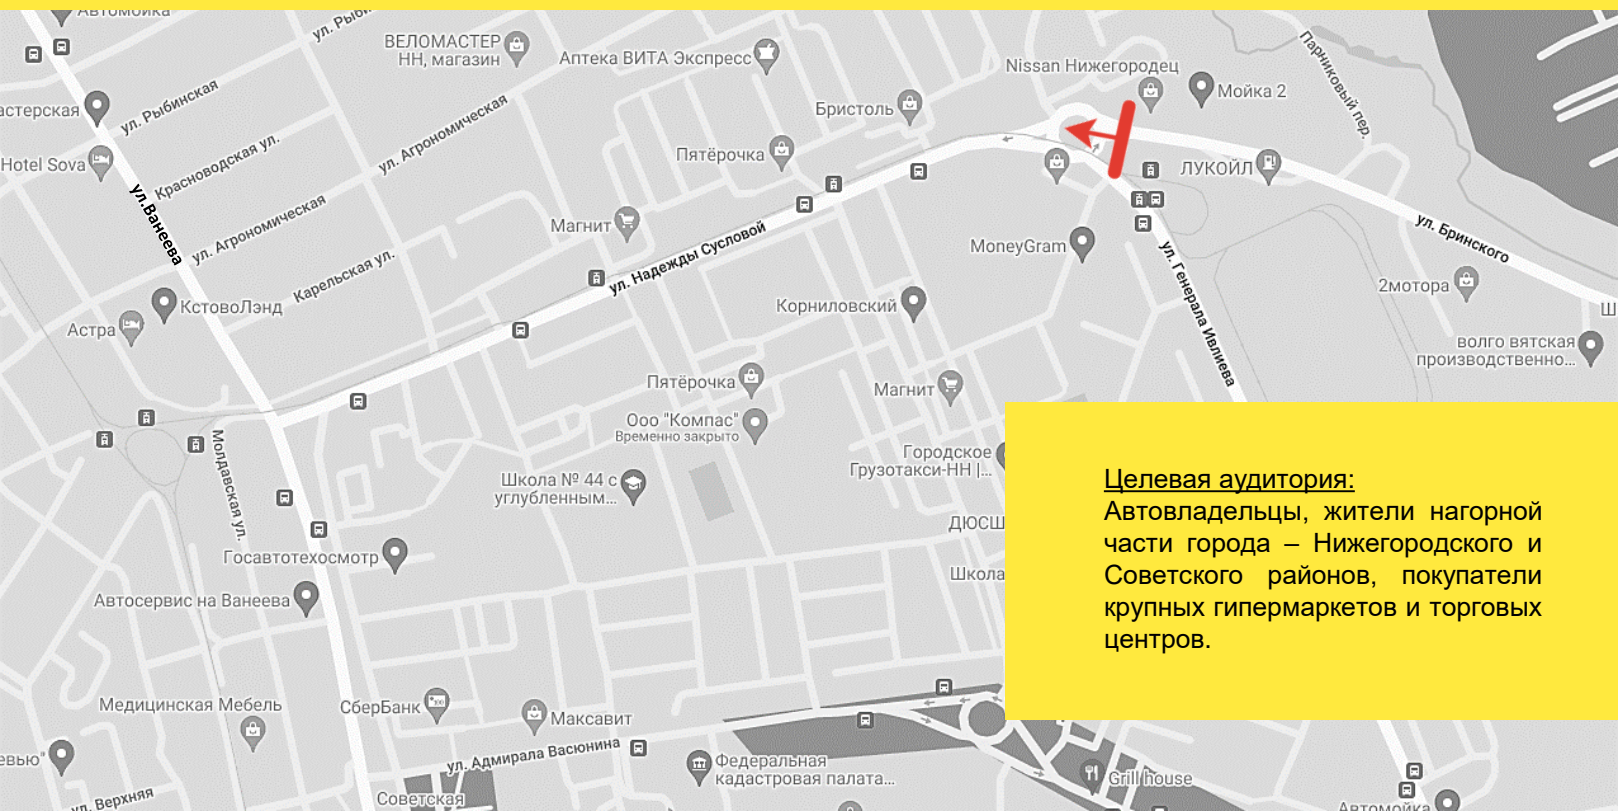 Автомойка
ул. Рыбинская
ВЕЛОМАСТЕР
НН, магазин
Аптека ВИТА Экспресс
Nissan Нижегородец
Парниковый пер.
астерская
Бристоль
Мойка 2
ул. Агрономическая
Hotel Sova
Красноводская ул.
Пятёрочка
ЛУКОЙЛ
ул.Ванеева
ул. Агрономическая
Магнит
ул. Надежды Сусловой
MoneyGram
ул. Бринского
ул. Генерала Ивлиева
Карельская ул.
КстовоЛэнд
Астра
Корниловский
2мотора
Ш
волго вятская
производственно...
Пятёрочка
Магнит
Ооо "Компас"
Временно закрыто
Молдавская ул.
Городское
Грузотакси-НН |...
Школа № 44 с
углубленным...
ДЮСШ
Госавтотехосмотр
Школа
Автосервис на Ванеева
Целевая аудитория:
Автовладельцы, жители нагорной
части города – Нижегородского и
Советского районов, покупатели
крупных гипермаркетов и торговых
центров.
Медицинская Мебель
СберБанк
Максавит
ул. Адмирала Васюнина
евью"
Федеральная
кадастровая палата...
Grill house
ул. Верхняя
Советская
Автомойка